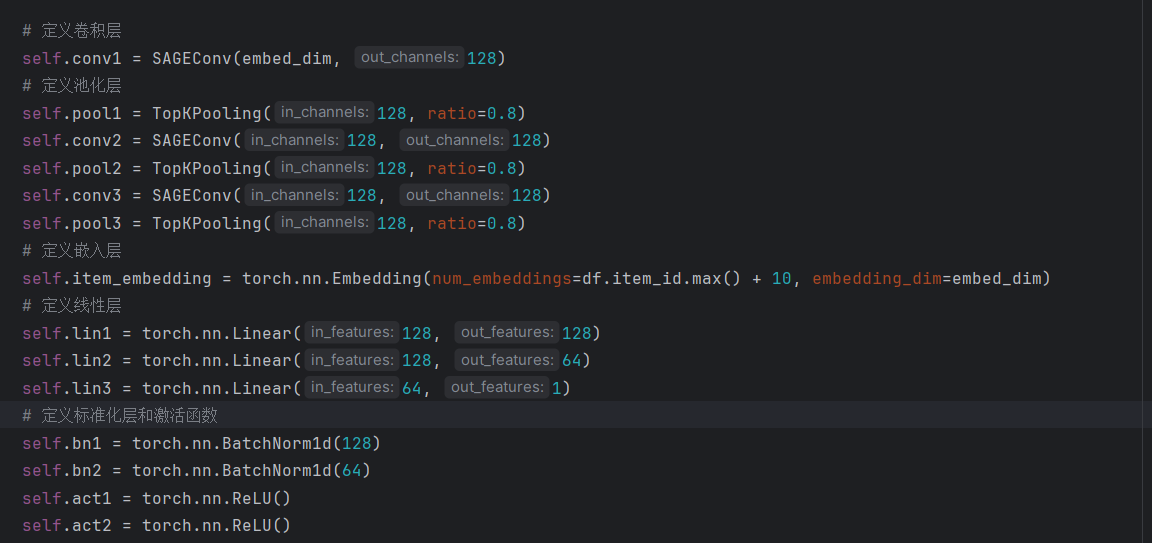 # 定义卷积层
self.conv1 = SAGEConv(embed_dim, out_channels: 128)
# 定义池化层
self.pool1 = TopKPooling( in_channels: 128, ratio=0.8)
self.conv2 = SAGEConv( in_channels: 128, out_channels: 128)
self.pool2 = TopKPooling( in_channels: 128, ratio=0.8)
self.conv3 = SAGEConv( in_channels: 128, out_channels: 128)
self.pool3 = TopKPooling( in_channels: 128, ratio=0.8)
# 定义嵌入层
self.item_embedding = torch.nn.Embedding(num_embeddings=df.item_id.max() + 10, embedding_dim=embed_dim)
# 定义线性层
self.lin1 = torch.nn.Linear( in_features: 128, out_features: 128)
self.lin2 = torch.nn.Linear( in_features: 128, out_features: 64)
self.lin3 = torch.nn.Linear( in_features: 64, out_features: 1)
# 定义标准化层和激活函数
self.bn1 = torch.nn.BatchNorm1d(128)
self.bn2 = torch.nn.BatchNorm1d(64)
self.act1 = torch.nn.ReLU()
self.act2 = torch.nn.ReLU()